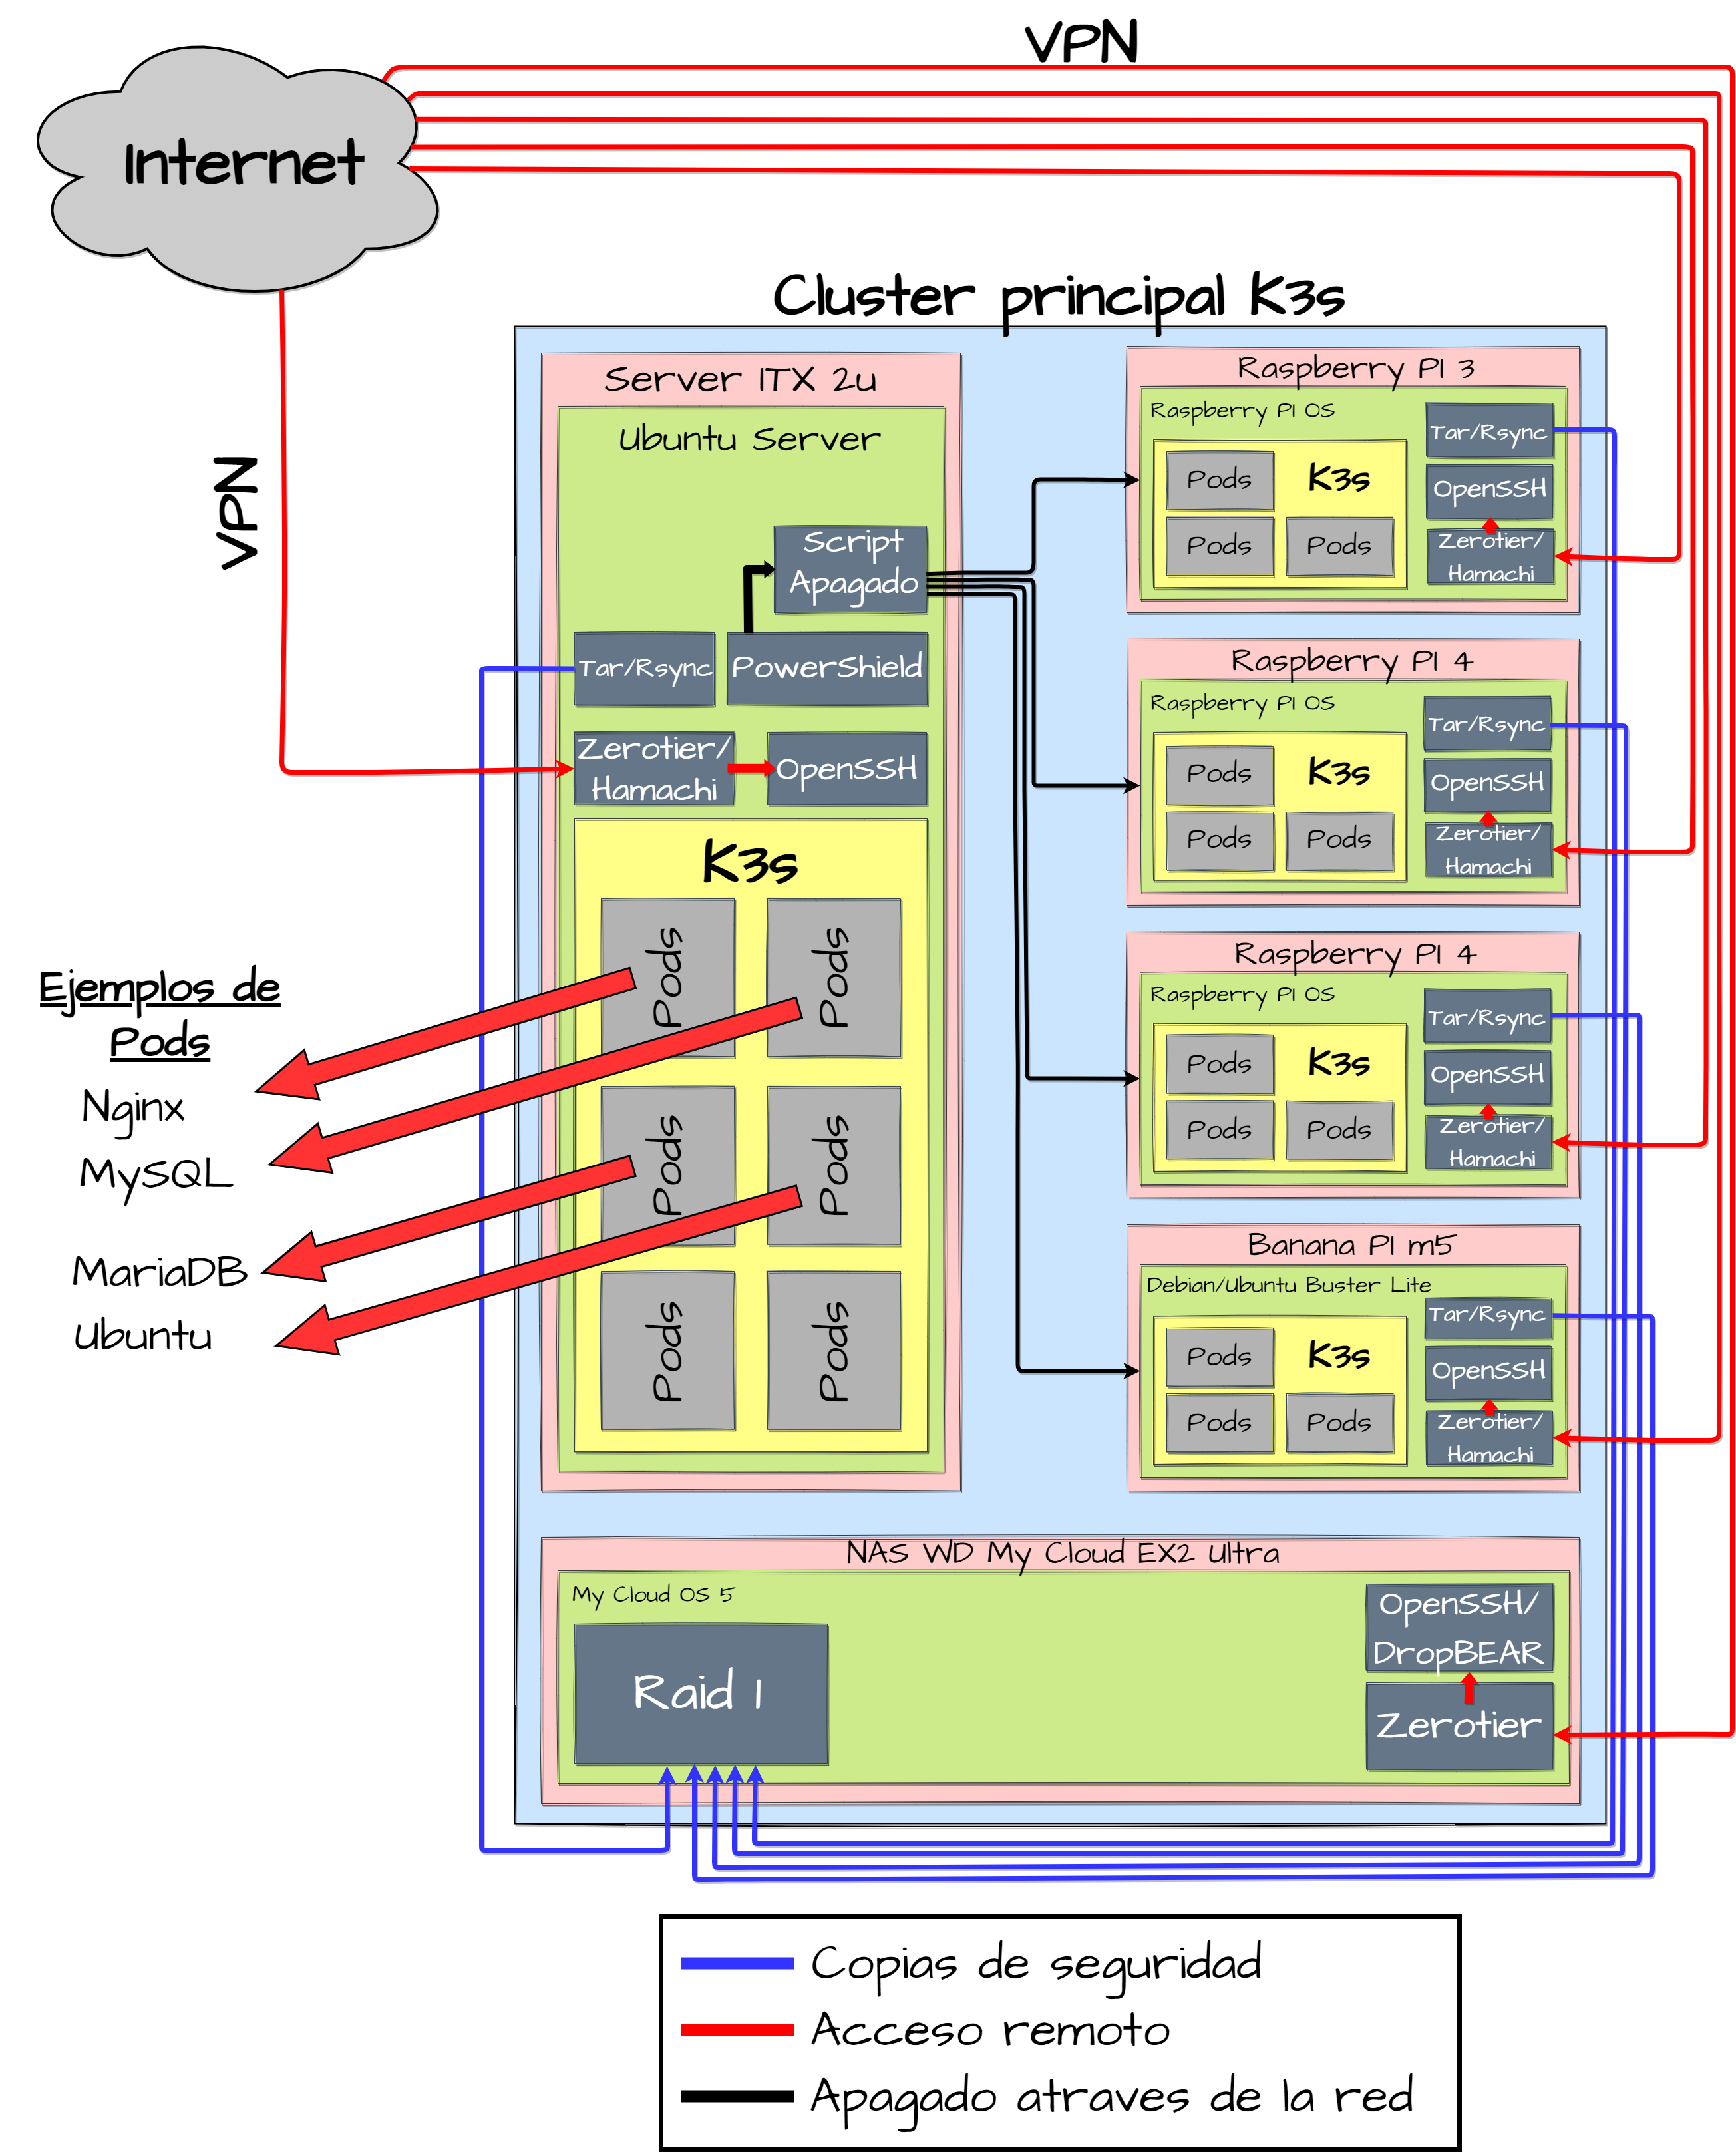 VPN
Internet
Cluster principal K3s
VPN
Server ITX 2u
Ubuntu Server
Script
Apagado
Tar/Rsync
PowerShield
Zerotier/
Hamachi
OpenSSH
K3s
Pods
Pods
Pods
Pods
Pods
Pods
Ejemplos de
Pods
Nginx
MySQL
MariaDB
Ubuntu
Raspberry PI 3
Raspberry PI OS
Tar/Rsync
Pods
K3s
OpenSSH
Pods
Pods
Zerotier/
Hamachi
Raspberry PI 4
Raspberry PI OS
Tar/Rsync
Pods
K3s
OpenSSH
Pods
Pods
Zerotier/
Hamachi
Raspberry PI 4
Raspberry PI OS
Tar/Rsync
Pods
K3s
OpenSSH
Pods
Pods
Zerotier/
Hamachi
Banana PI m5
Debian/Ubuntu Buster Lite
Tar/Rsync
Pods
K3s
OpenSSH
Pods
Pods
Zerotier/
Hamachi
NAS WD My Cloud EX2 Ultra
My Cloud OS 5
Raid 1
OpenSSH/
DropBEAR
Zerotier
Copias de seguridad
Acceso remoto
Apagado atraves de la red